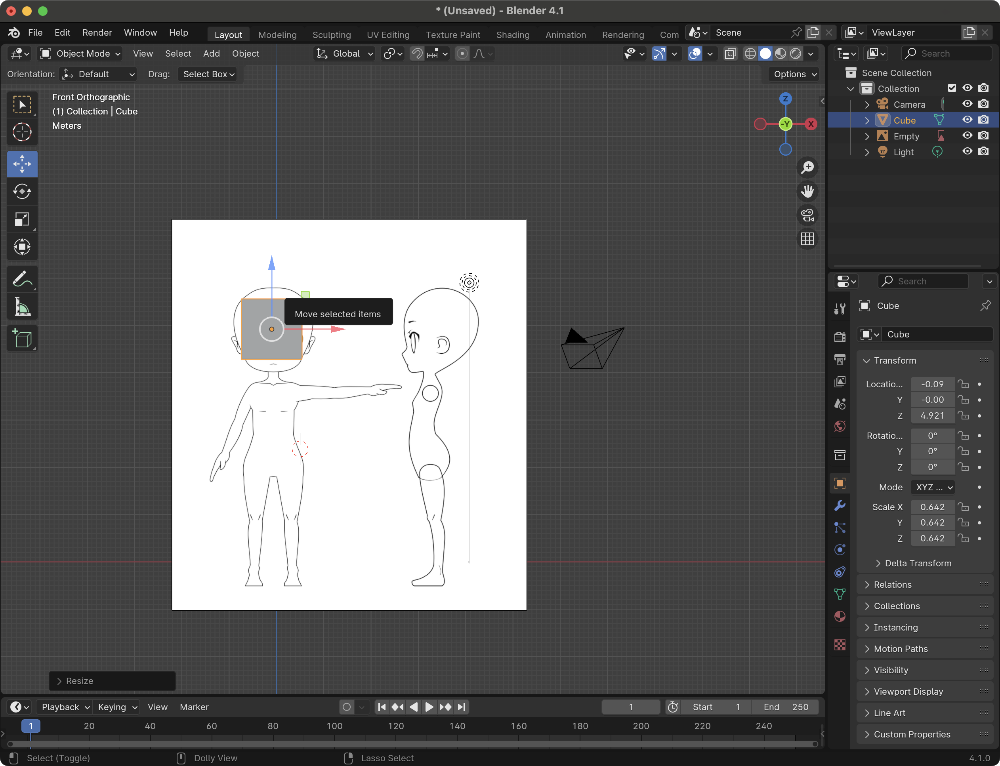 * (Unsaved) - Blender 4.1
File Edit Render Window Help Layout Modeling Sculpting UV Editing Texture Paint Shading Animation Rendering Com Scene ViewLayer
Object Mode View Select Add Object Global Search
Orientation: Default Drag: Select Box Options
Front Orthographic
(1) Collection | Cube
Meters
Z
-Y X
Move selected items
Resize
Scene Collection
Collection
Camera
Cube
Empty
Light
Search
Cube
Cube
Transform
Locatio... -0.09
Y -0.00
Z 4.921
Rotatio... 0°
Y 0°
Z 0°
Mode XYZ ...
Scale X 0.642
Y 0.642
Z 0.642
Delta Transform
Relations
Collections
Instancing
Motion Paths
Visibility
Viewport Display
Line Art
Custom Properties
Playback Keying View Marker 1 Start 1 End 250
1 20 40 60 80 100 120 140 160 180 200 220 240
Select (Toggle) Dolly View Lasso Select 4.1.0